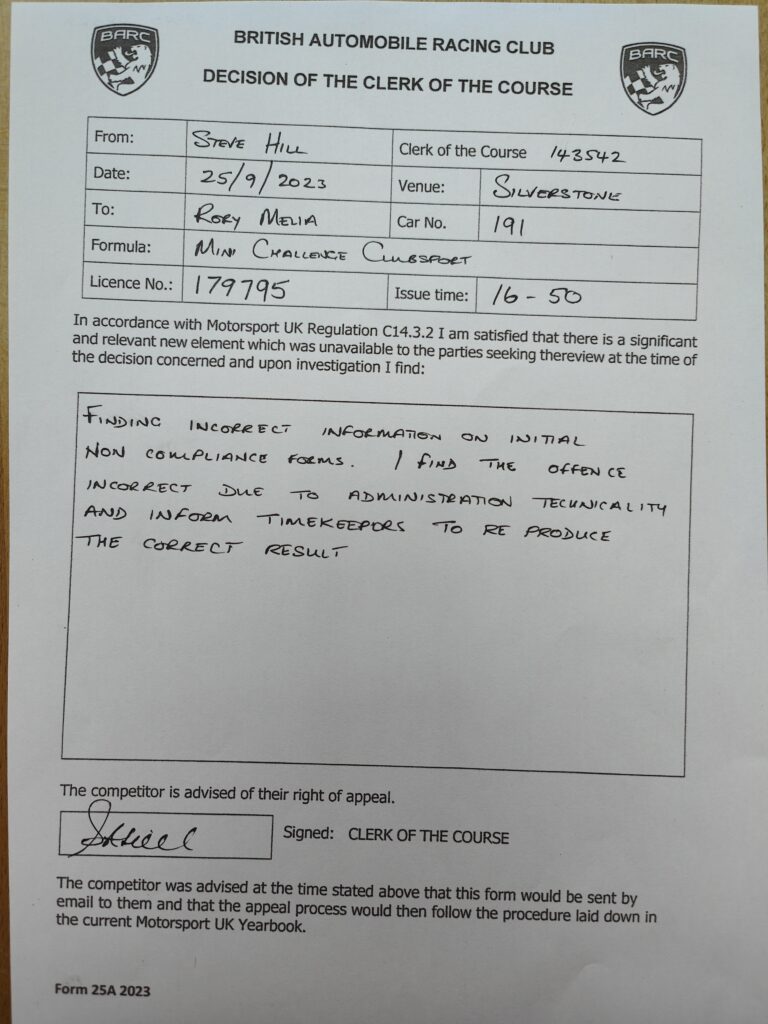 BARC
BRITISH AUTOMOBILE RACING CLUB
BARC
DECISION OF THE CLERK OF THE COURSE
From: STEVE HILL Clerk of the Course 143542
Date: 25/9/2023 Venue: SILVERSTONE
To: RORY MELIA Car No. 191
Formula: MINI CHALLENGE CLUBSPORT
Licence No.: 179795 Issue time: 16-50
In accordance with Motorsport UK Regulation C14.3.2 I am satisfied that there is a significant
and relevant new element which was unavailable to the parties seeking thereview at the time of
the decision concerned and upon investigation I find:
FINDING INCORRECT INFORMATION ON INITIAL
NON COMPLIANCE FORMS. I FIND THE OFFENCE
INCORRECT DUE TO ADMINISTRATION TECHNICALITY
AND INFORM TIMEKEEPORS TO RE PRODUCE
THE CORRECT RESULT
The competitor is advised of their right of appeal.
Signed: CLERK OF THE COURSE
The competitor was advised at the time stated above that this form would be sent by
email to them and that the appeal process would then follow the procedure laid down in
the current Motorsport UK Yearbook.
Form 25A 2023